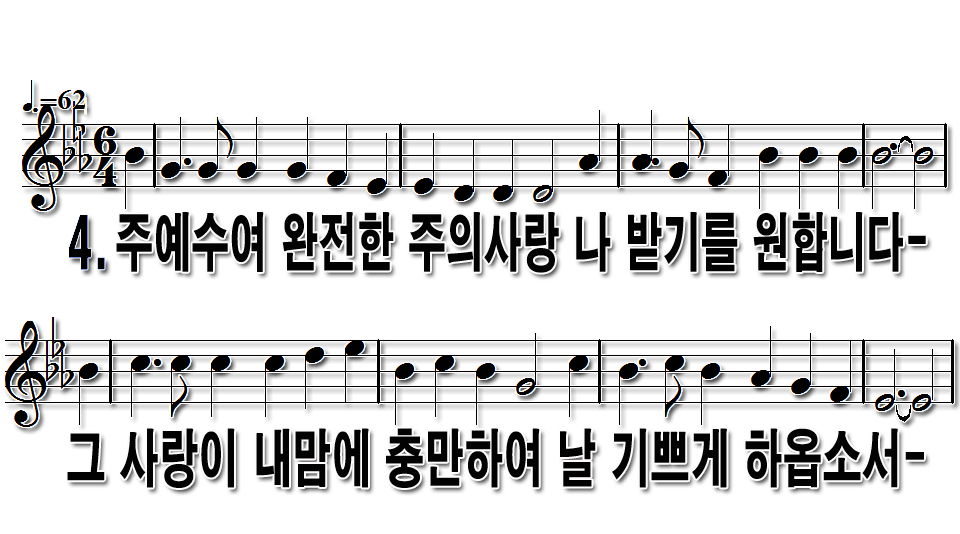 ♩.=62
6
4
4. 주예수여 완전한 주의사랑 나 받기를 원합니다-
그 사랑이 내맘에 충만하여 날 기쁘게 하옵소서-